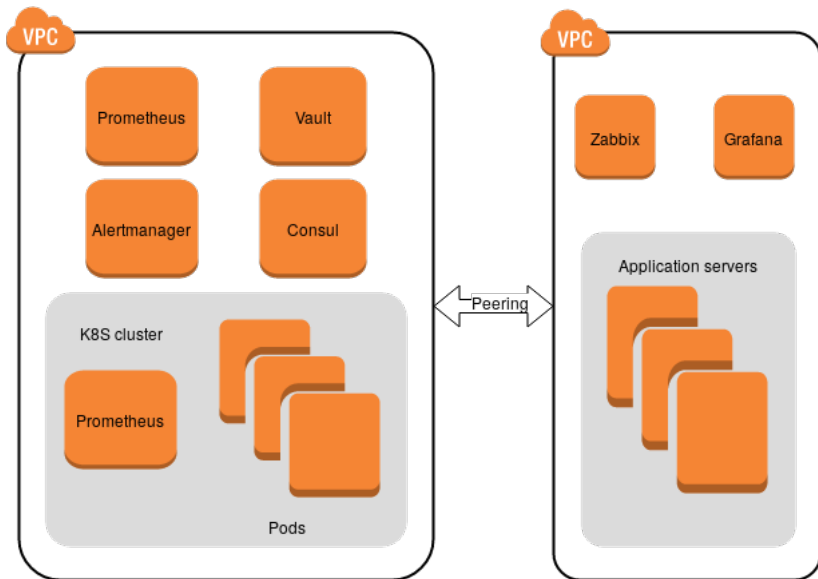 VPC
Prometheus
Vault
Alertmanager
Consul
K8S cluster
Prometheus
Pods
Peering
VPC
Zabbix
Grafana
Application servers